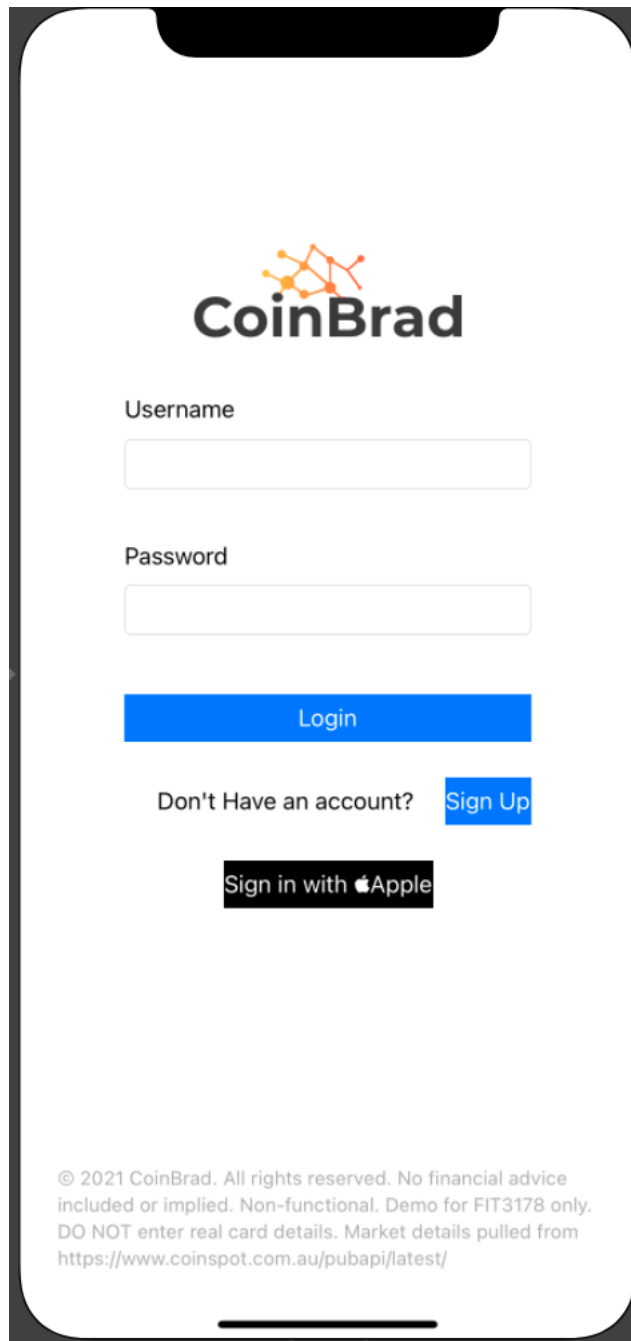 CoinBrad
Username
Password
Login
Don't Have an account? Sign Up
Sign in with Apple
© 2021 CoinBrad. All rights reserved. No financial advice
included or implied. Non-functional. Demo for FIT3178 only.
DO NOT enter real card details. Market details pulled from
https://www.coinspot.com.au/pubapi/latest/